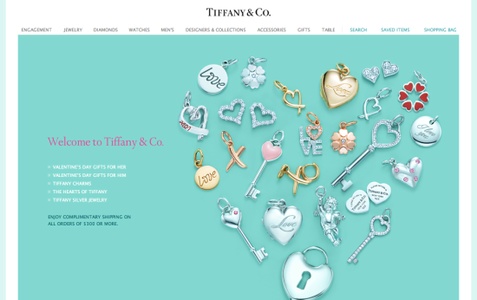 TIFFANY & CO.
ENGAGEMENT JEWELRY DIAMONDS WATCHES MEN'S DESIGNERS & COLLECTIONS ACCESSORIES GIFTS TABLE SEARCH SAVED ITEMS SHOPPING BAG
Welcome to Tiffany & Co.
VALENTINE'S DAY GIFTS FOR HER
VALENTINE'S DAY GIFTS FOR HIM
TIFFANY CHARMS
THE HEARTS OF TIFFANY
TIFFANY SILVER JEWELRY
ENJOY COMPLIMENTARY SHIPPING ON
ALL ORDERS OF $100 OR MORE.
Love
LOVE
Love